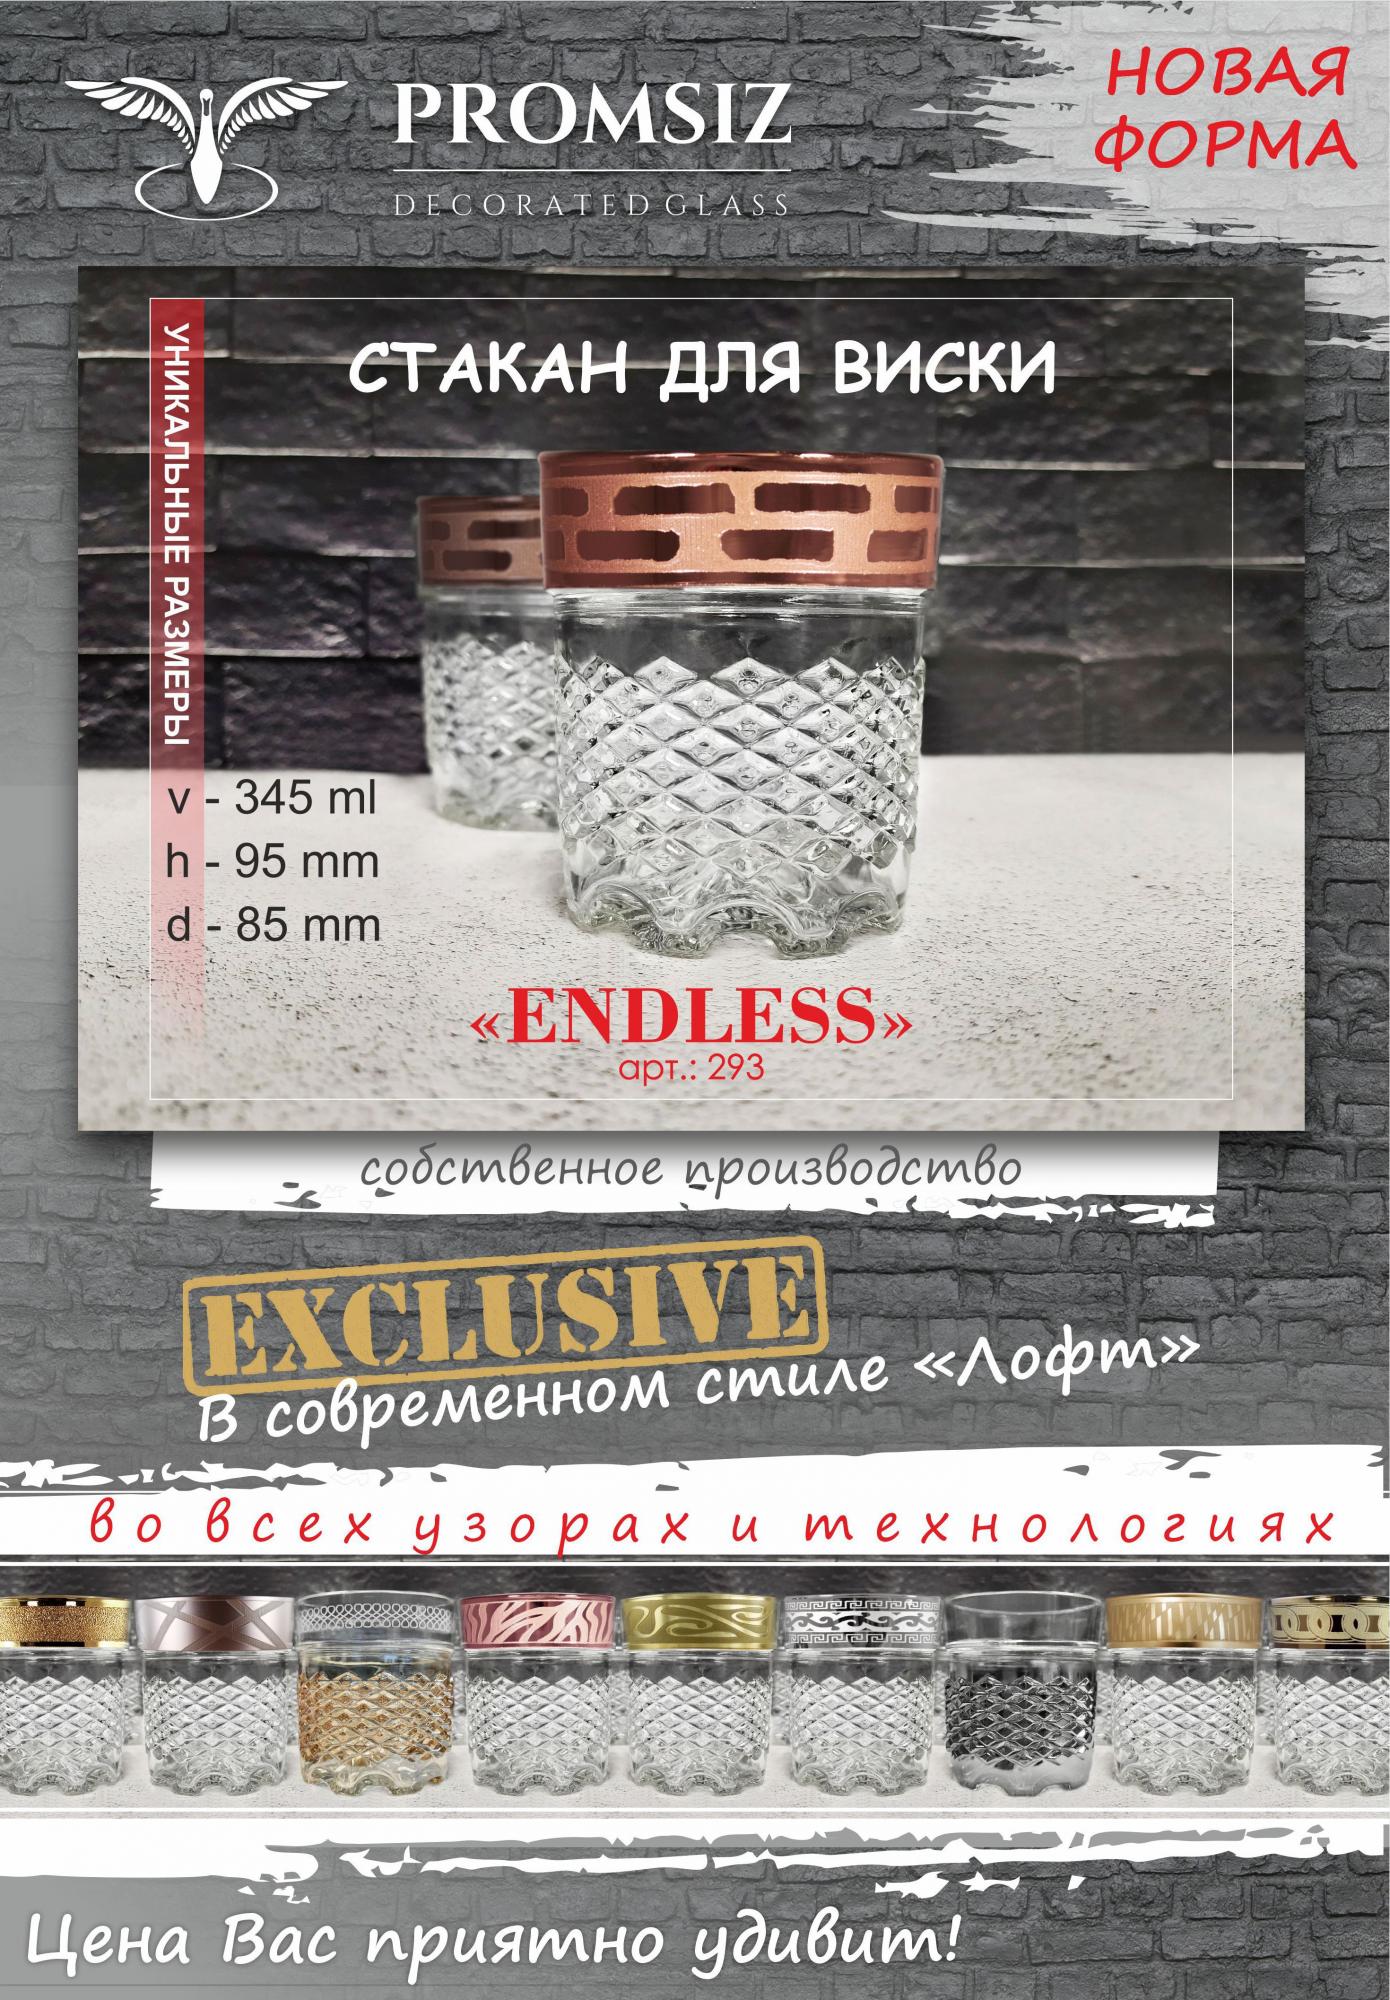 PROMSIZ
DECORATED GLASS
НОВАЯ
ФОРМА
СТАКАН ДЛЯ ВИСКИ
УНИКАЛЬНЫЕ РАЗМЕРЫ
v - 345 ml
h - 95 mm
d - 85 mm
«ENDLESS»
арт.: 293
собственное производство
EXCLUSIVE
В современном стиле «Лофт»
во всех узорах и технологиях
Цена Вас приятно удивит!